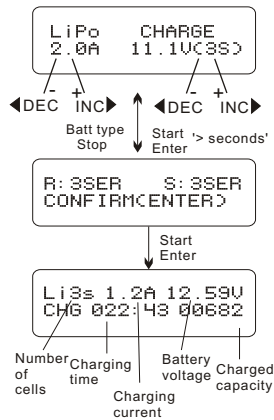 LiPo CHARGE
2.0A 11.1V(3S)
- + - +
◀DEC INC▶ ◀DEC INC▶
Batt type Start '> seconds'
Stop Enter
R:3SER S:3SER
CONFIRM(ENTER)
Start
Enter
Li3s 1.2A 12.59V
CHG 022:43 00682
Number of cells
Charging time
Charging current
Battery voltage
Charged capacity